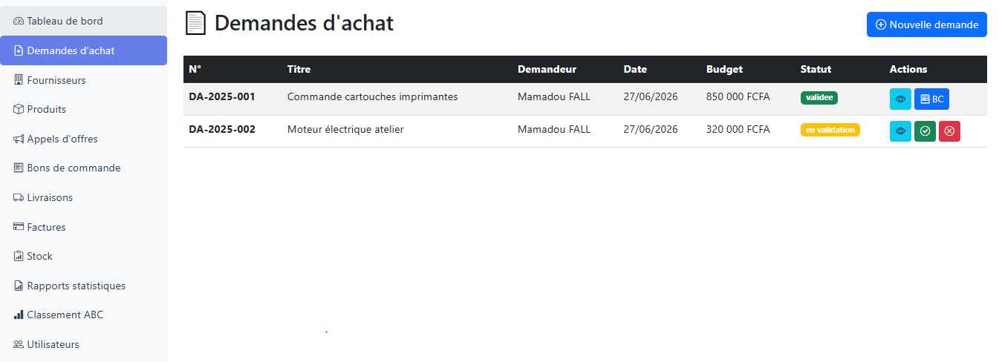 Tableau de bord
Demandes d'achat
Fournisseurs
Produits
Appels d'offres
Bons de commande
Livraisons
Factures
Stock
Rapports statistiques
Classement ABC
Utilisateurs
Demandes d'achat
Nouvelle demande
N° Titre Demandeur Date Budget Statut Actions
DA-2025-001 Commande cartouches imprimantes Mamadou FALL 27/06/2026 850 000 FCFA validee BC
DA-2025-002 Moteur électrique atelier Mamadou FALL 27/06/2026 320 000 FCFA en validation